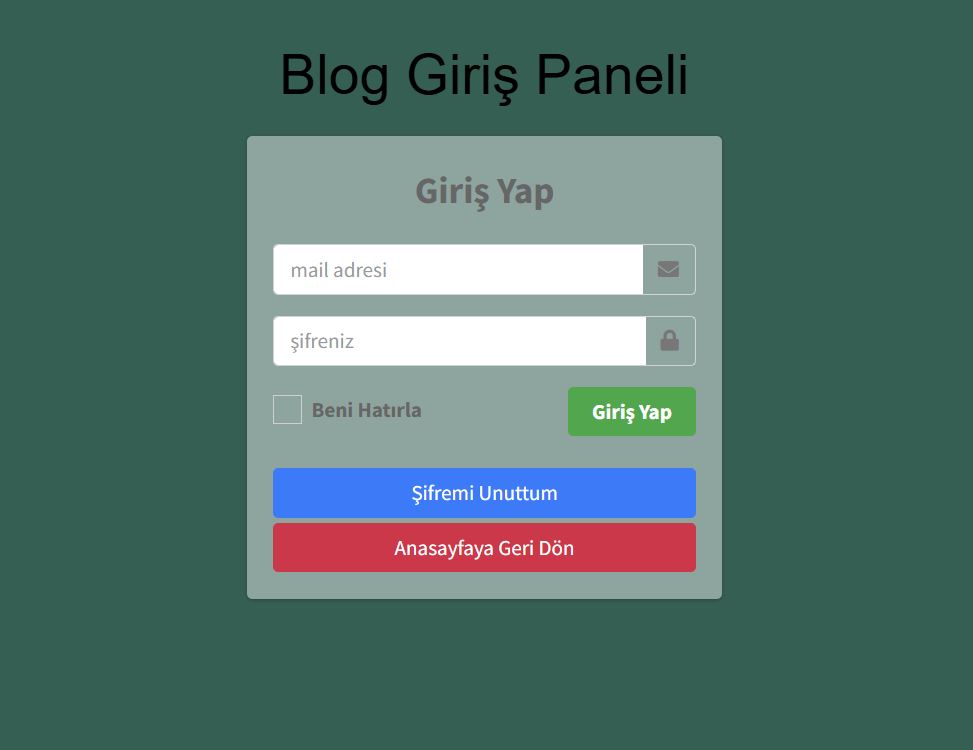 Blog Giriş Paneli
Giriş Yap
mail adresi
şifreniz
Beni Hatırla
Giriş Yap
Şifremi Unuttum
Anasayfaya Geri Dön